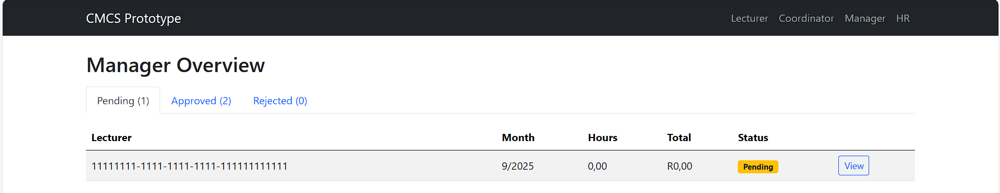 CMCS Prototype Lecturer Coordinator Manager HR
Manager Overview
Pending (1) Approved (2) Rejected (0)
Lecturer Month Hours Total Status
11111111-1111-1111-1111-111111111111 9/2025 0,00 R0,00 Pending View